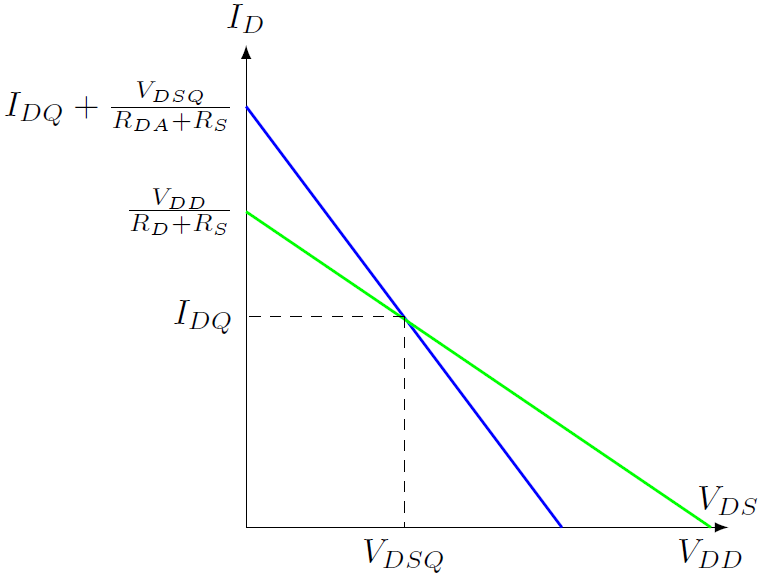 I_D
I_{DQ} + \frac{V_{DSQ}}{R_{DA}+R_S}
\frac{V_{DD}}{R_D+R_S}
I_{DQ}
V_{DS}
V_{DSQ}
V_{DD}